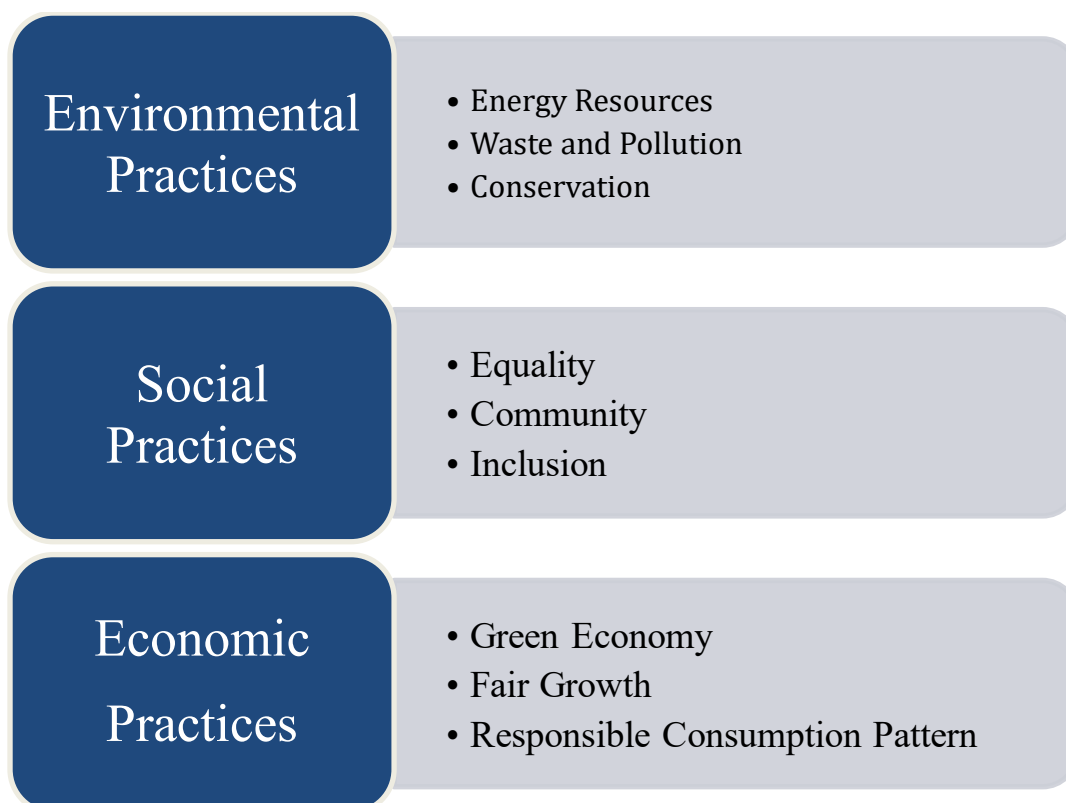 Environmental
Practices
• Energy Resources
• Waste and Pollution
• Conservation
Social
Practices
• Equality
• Community
• Inclusion
Economic
Practices
• Green Economy
• Fair Growth
• Responsible Consumption Pattern